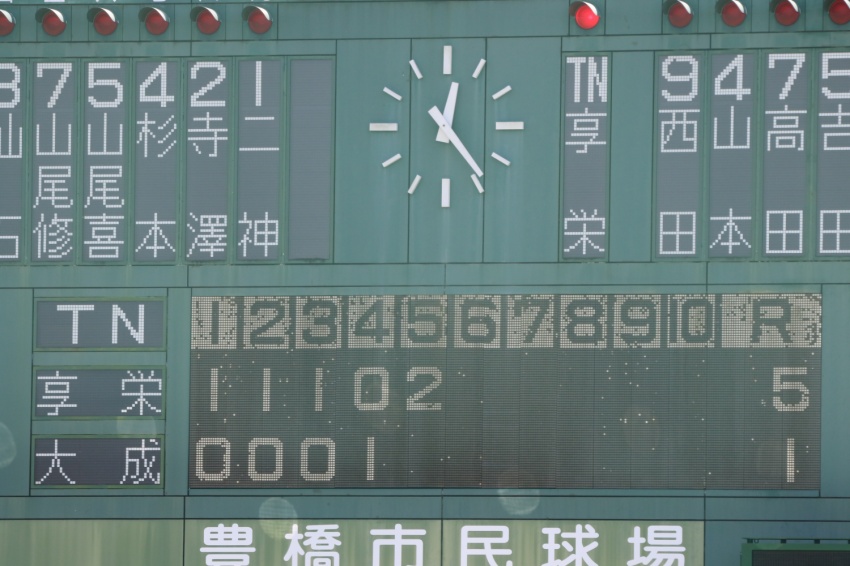 7 5 4 2 1 TN 9 4 7 5
山尾修 山尾喜 杉本 寺澤 二神 享栄 西田 山本 高田 吉田
TN 1 2 3 4 5 6 7 8 9 0 R
享栄 1 1 1 0 2 5
大成 0 0 0 1 1
豊橋市民球場